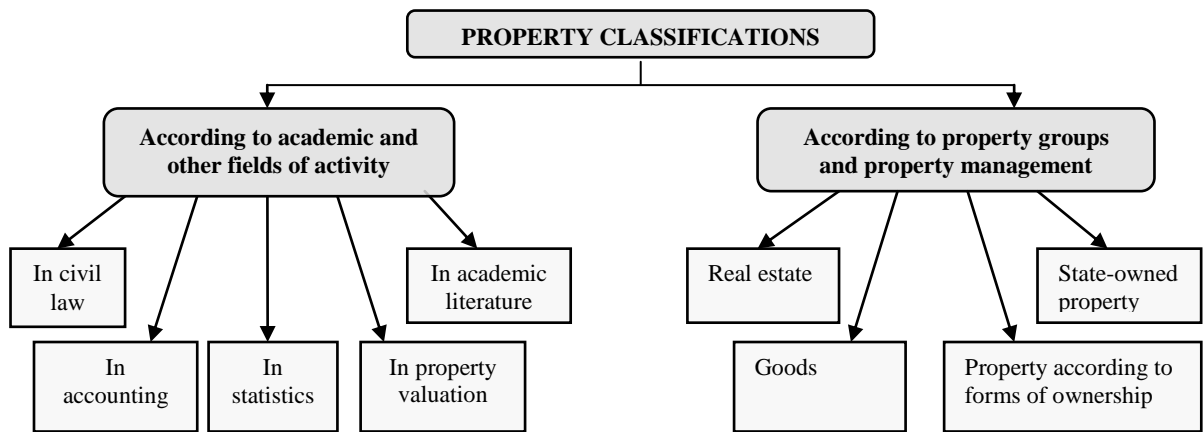 PROPERTY CLASSIFICATIONS
According to academic and
other fields of activity
According to property groups
and property management
In civil
law
In academic
literature
Real estate
State-owned
property
In
accounting
In
statistics
In property
valuation
Goods
Property according to
forms of ownership